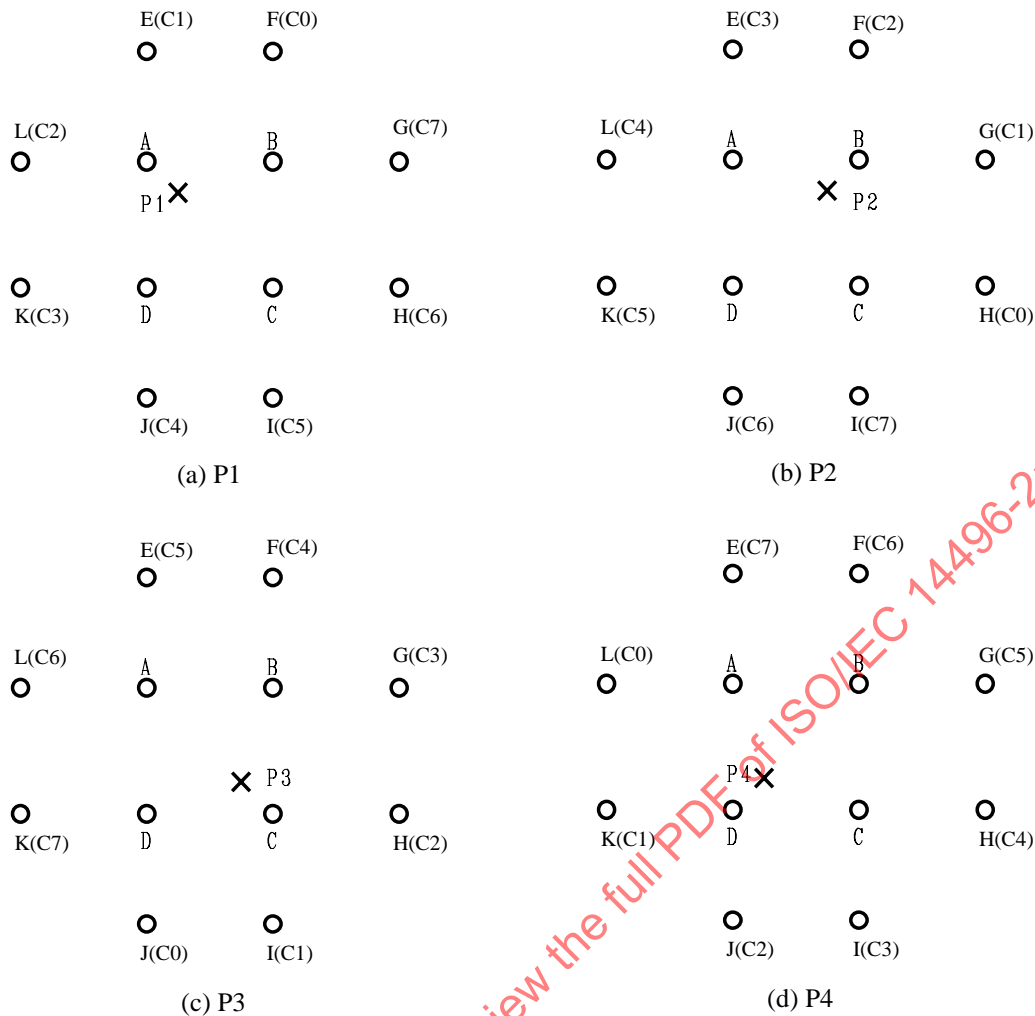 E(C1) F(C0)
L(C2) A B G(C7)
P1
K(C3) D C H(C6)
J(C4) I(C5)
(a) P1
E(C3) F(C2)
L(C4) A B G(C1)
P2
K(C5) D C H(C0)
J(C6) I(C7)
(b) P2
E(C5) F(C4)
L(C6) A B G(C3)
P3
K(C7) D C H(C2)
J(C0) I(C1)
(c) P3
E(C7) F(C6)
L(C0) A B G(C5)
P4
K(C1) D C H(C4)
J(C2) I(C3)
(d) P4
the full PDF of ISO/IEC 14496-2